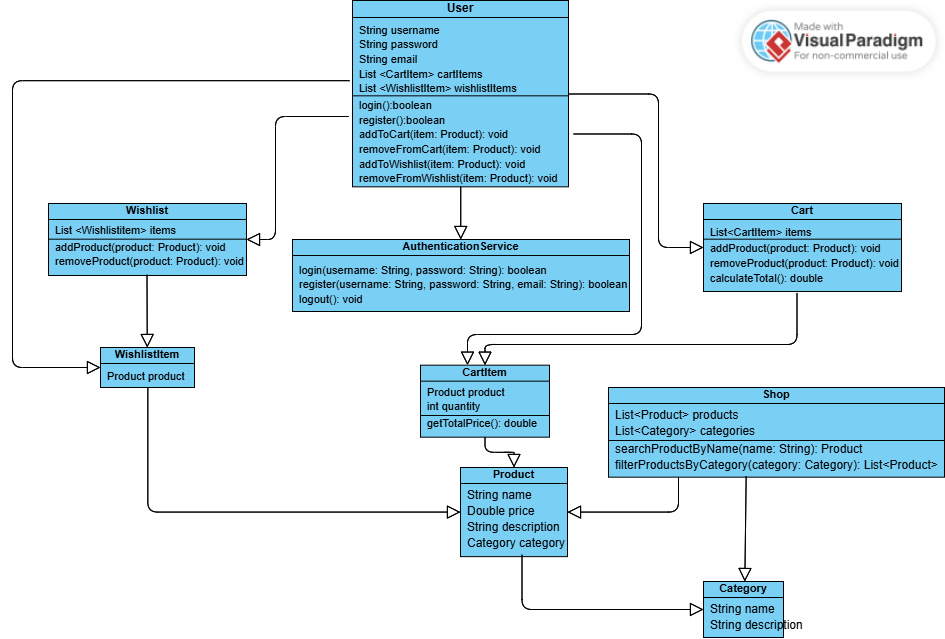 User
String username
String password
String email
List <CartItem> cartItems
List <WishlistItem> wishlistItems
login():boolean
register():boolean
addToCart(item: Product): void
removeFromCart(item: Product): void
addToWishlist(item: Product): void
removeFromWishlist(item: Product): void
Made with
Visual Paradigm
For non-commercial use
Wishlist
List <Wishlistitem> items
addProduct(product: Product): void
removeProduct(product: Product): void
Cart
List<CartItem> items
addProduct(product: Product): void
removeProduct(product: Product): void
calculateTotal(): double
AuthenticationService
login(username: String, password: String): boolean
register(username: String, password: String, email: String): boolean
logout(): void
WishlistItem
Product product
CartItem
Product product
int quantity
getTotalPrice(): double
Shop
List<Product> products
List<Category> categories
searchProductByName(name: String): Product
filterProductsByCategory(category: Category): List<Product>
Product
String name
Double price
String description
Category category
Category
String name
String description